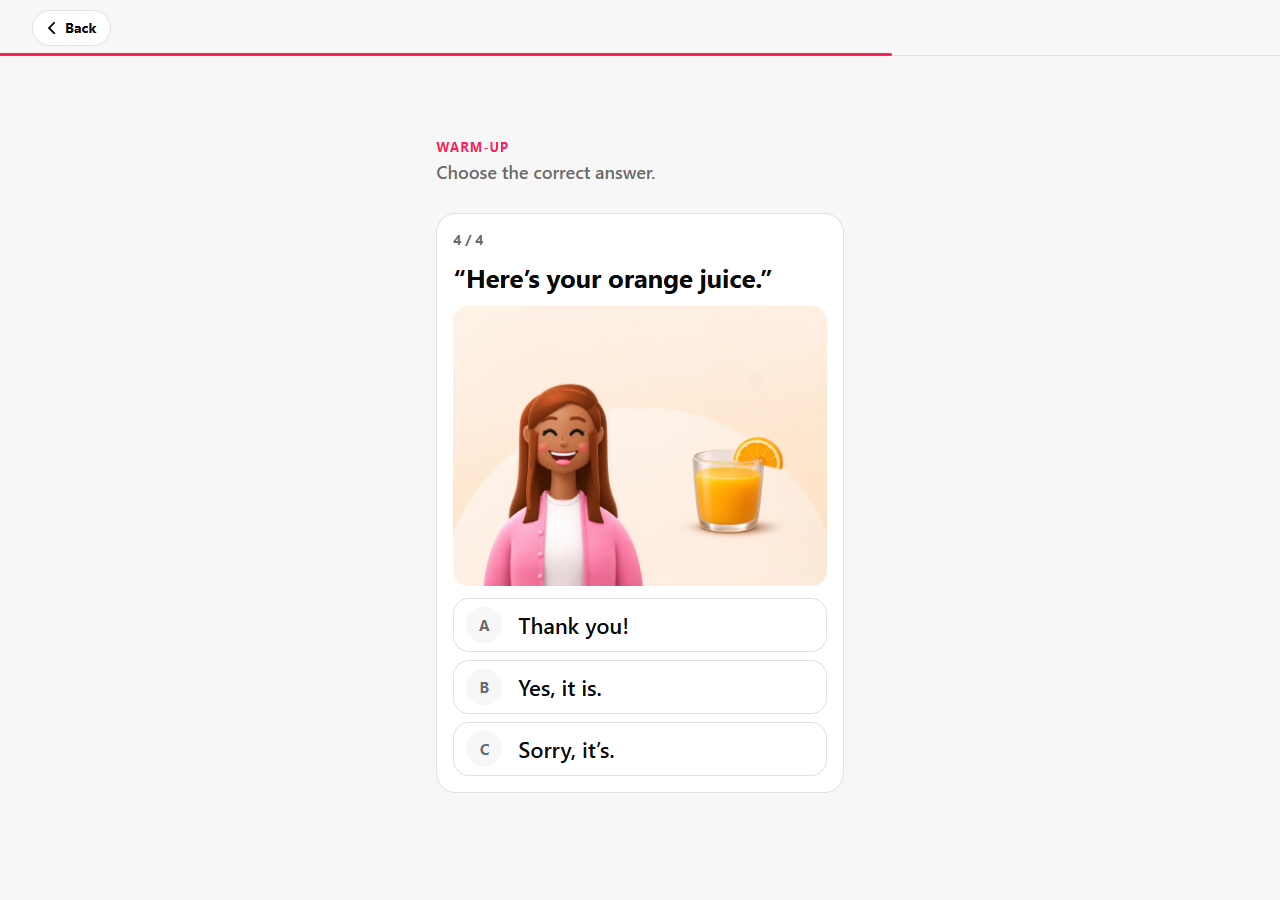 Back
WARM-UP
Choose the correct answer.
4 / 4
“Here’s your orange juice.”
A Thank you!
B Yes, it is.
C Sorry, it’s.